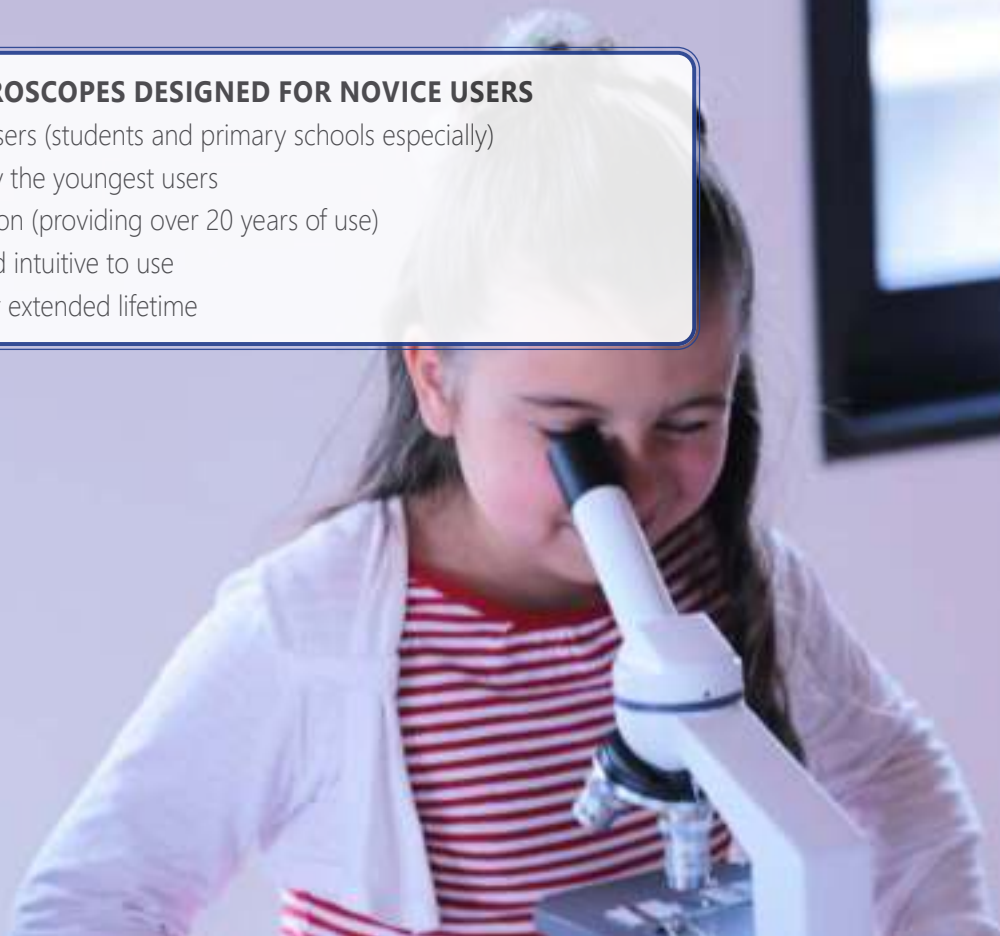 ROSCOPES DESIGNED FOR NOVICE USERS
sers (students and primary schools especially)
y the youngest users
on (providing over 20 years of use)
d intuitive to use
r extended lifetime